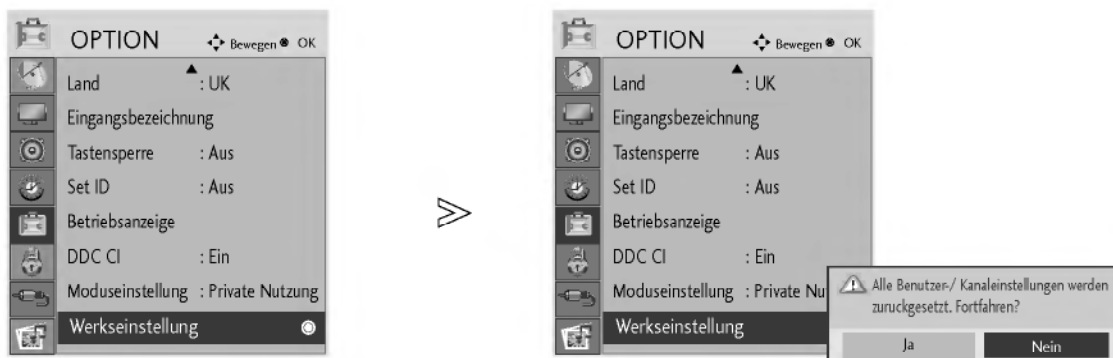 OPTION Bewegen OK
Land : UK
Eingangsbezeichnung
Tastensperre : Aus
Set ID : Aus
Betriebsanzeige
DDC CI : Ein
Moduseinstellung : Private Nutzung
Werkseinstellung
OPTION Bewegen OK
Land : UK
Eingangsbezeichnung
Tastensperre : Aus
Set ID : Aus
Betriebsanzeige
DDC CI : Ein
Moduseinstellung : Private Nu
Werkseinstellung
Alle Benutzer-/ Kanaleinstellungen werden
zuruckgesetzt. Fortfahren?
Ja Nein